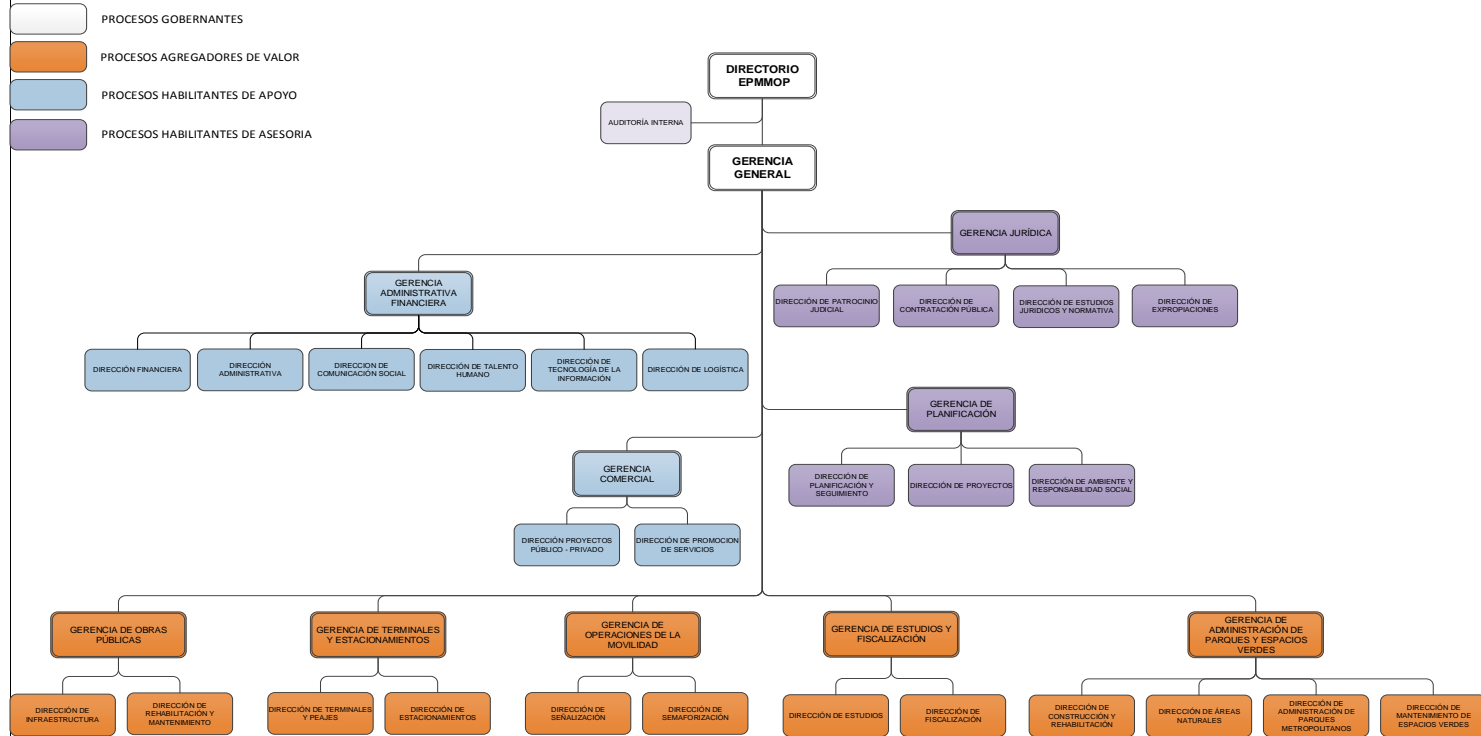 PROCESOS GOBERNANTES
PROCESOS AGREGADORES DE VALOR
PROCESOS HABILITANTES DE APOYO
PROCESOS HABILITANTES DE ASESORIA
DIRECTORIO
EPMMOP
AUDITORÍA INTERNA
GERENCIA
GENERAL
GERENCIA JURÍDICA
DIRECCIÓN DE PATROCINIO
JUDICIAL
DIRECCIÓN DE
CONTRATACIÓN PÚBLICA
DIRECCIÓN DE ESTUDIOS
JURIDICOS Y NORMATIVA
DIRECCIÓN DE
EXPROPIACIONES
GERENCIA
ADMINISTRATIVA
FINANCIERA
DIRECCIÓN FINANCIERA
DIRECCIÓN
ADMINISTRATIVA
DIRECCION DE
COMUNICACIÓN SOCIAL
DIRECCIÓN DE TALENTO
HUMANO
DIRECCIÓN DE
TECNOLOGÍA DE LA
INFORMACIÓN
DIRECCIÓN DE LOGÍSTICA
GERENCIA DE
PLANIFICACIÓN
DIRECCIÓN DE
PLANIFICACIÓN Y
SEGUIMIENTO
DIRECCIÓN DE PROYECTOS
DIRECCIÓN DE AMBIENTE Y
RESPONSABILIDAD SOCIAL
GERENCIA
COMERCIAL
DIRECCIÓN PROYECTOS
PÚBLICO - PRIVADO
DIRECCIÓN DE PROMOCION
DE SERVICIOS
GERENCIA DE OBRAS
PÚBLICAS
DIRECCIÓN DE
INFRAESTRUCTURA
DIRECCIÓN DE
REHABILITACIÓN Y
MANTENIMIENTO
GERENCIA DE TERMINALES
Y ESTACIONAMIENTOS
DIRECCIÓN DE TERMINALES
Y PEAJES
DIRECCIÓN DE
ESTACIONAMIENTOS
GERENCIA DE
OPERACIONES DE LA
MOVILIDAD
DIRECCIÓN DE
SEÑALIZACIÓN
DIRECCIÓN DE
SEMAFORIZACIÓN
GERENCIA DE ESTUDIOS Y
FISCALIZACIÓN
DIRECCIÓN DE ESTUDIOS
DIRECCIÓN DE
FISCALIZACIÓN
GERENCIA DE
ADMINISTRACIÓN DE
PARQUES Y ESPACIOS
VERDES
DIRECCIÓN DE
CONSTRUCCIÓN Y
REHABILITACIÓN
DIRECCIÓN DE ÁREAS
NATURALES
DIRECCIÓN DE
ADMINISTRACIÓN DE
PARQUES
METROPOLITANOS
DIRECCIÓN DE
MANTENIMIENTO DE
ESPACIOS VERDES